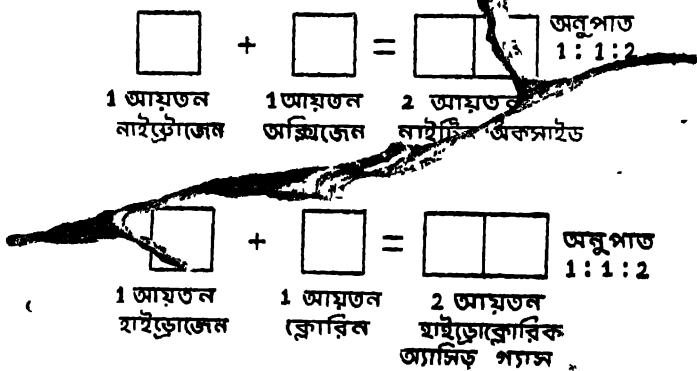 + = অনুপাত
1 : 1 : 2
1 আয়তন 1 আয়তন 2 আয়তন
নাইট্রোজেন অক্সিজেন নাইট্রিক অকসাইড
+ = অনুপাত
1 : 1 : 2
1 আয়তন 1 আয়তন 2 আয়তন
হাইড্রোজেন ক্লোরিন হাইড্রোক্লোরিক
অ্যাসিড গ্যাস